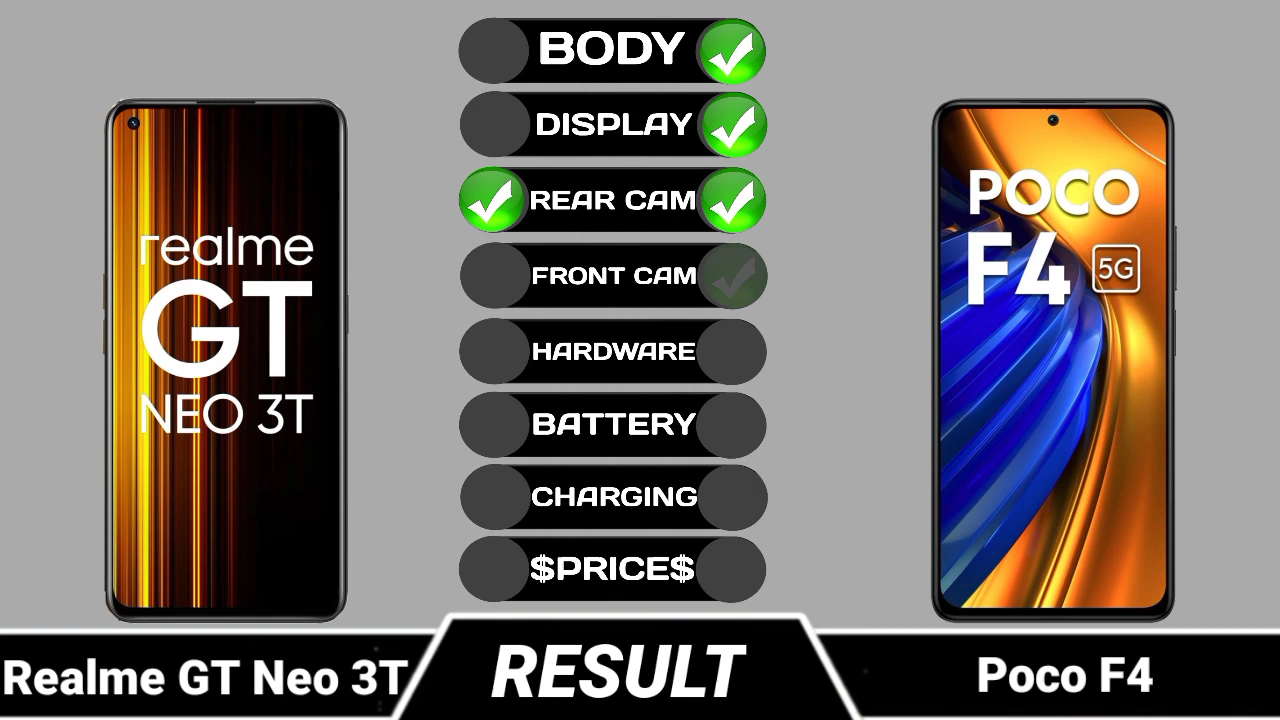 BODY
DISPLAY
REAR CAM
FRONT CAM
HARDWARE
BATTERY
CHARGING
$PRICE$
realme
GT
NEO 3T
POCO
F4 5G
Realme GT Neo 3T
RESULT
Poco F4